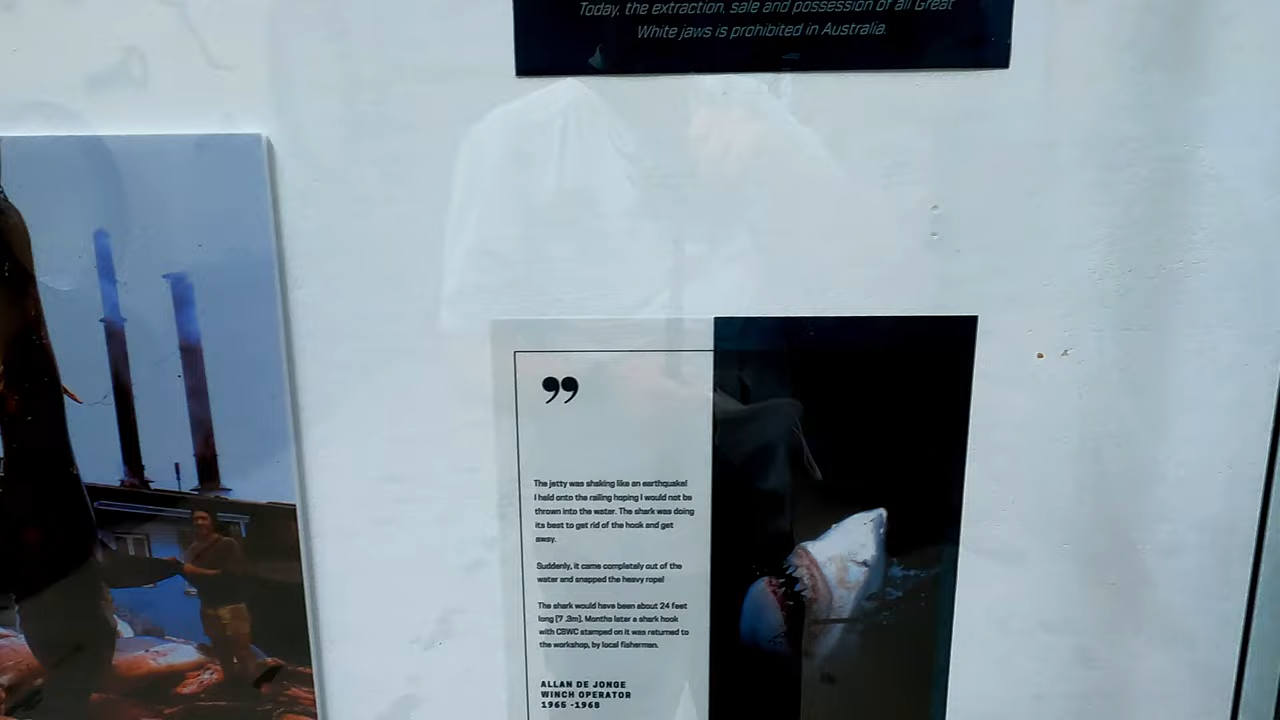 Today, the extraction, sale and possession of all Great
White jaws is prohibited in Australia.
”
The jetty was shaking like an earthquake!
I held onto the railing hoping I would not be
thrown into the water. The shark was doing
its best to get rid of the hook and get
away.
Suddenly, it came completely out of the
water and snapped the heavy rope!
The shark would have been about 24 feet
long (7 .3m). Months later a shark hook
with CBWC stamped on it was returned to
the workshop, by local fishermen.
ALLAN DE JONGE
WINCH OPERATOR
1965 -1968